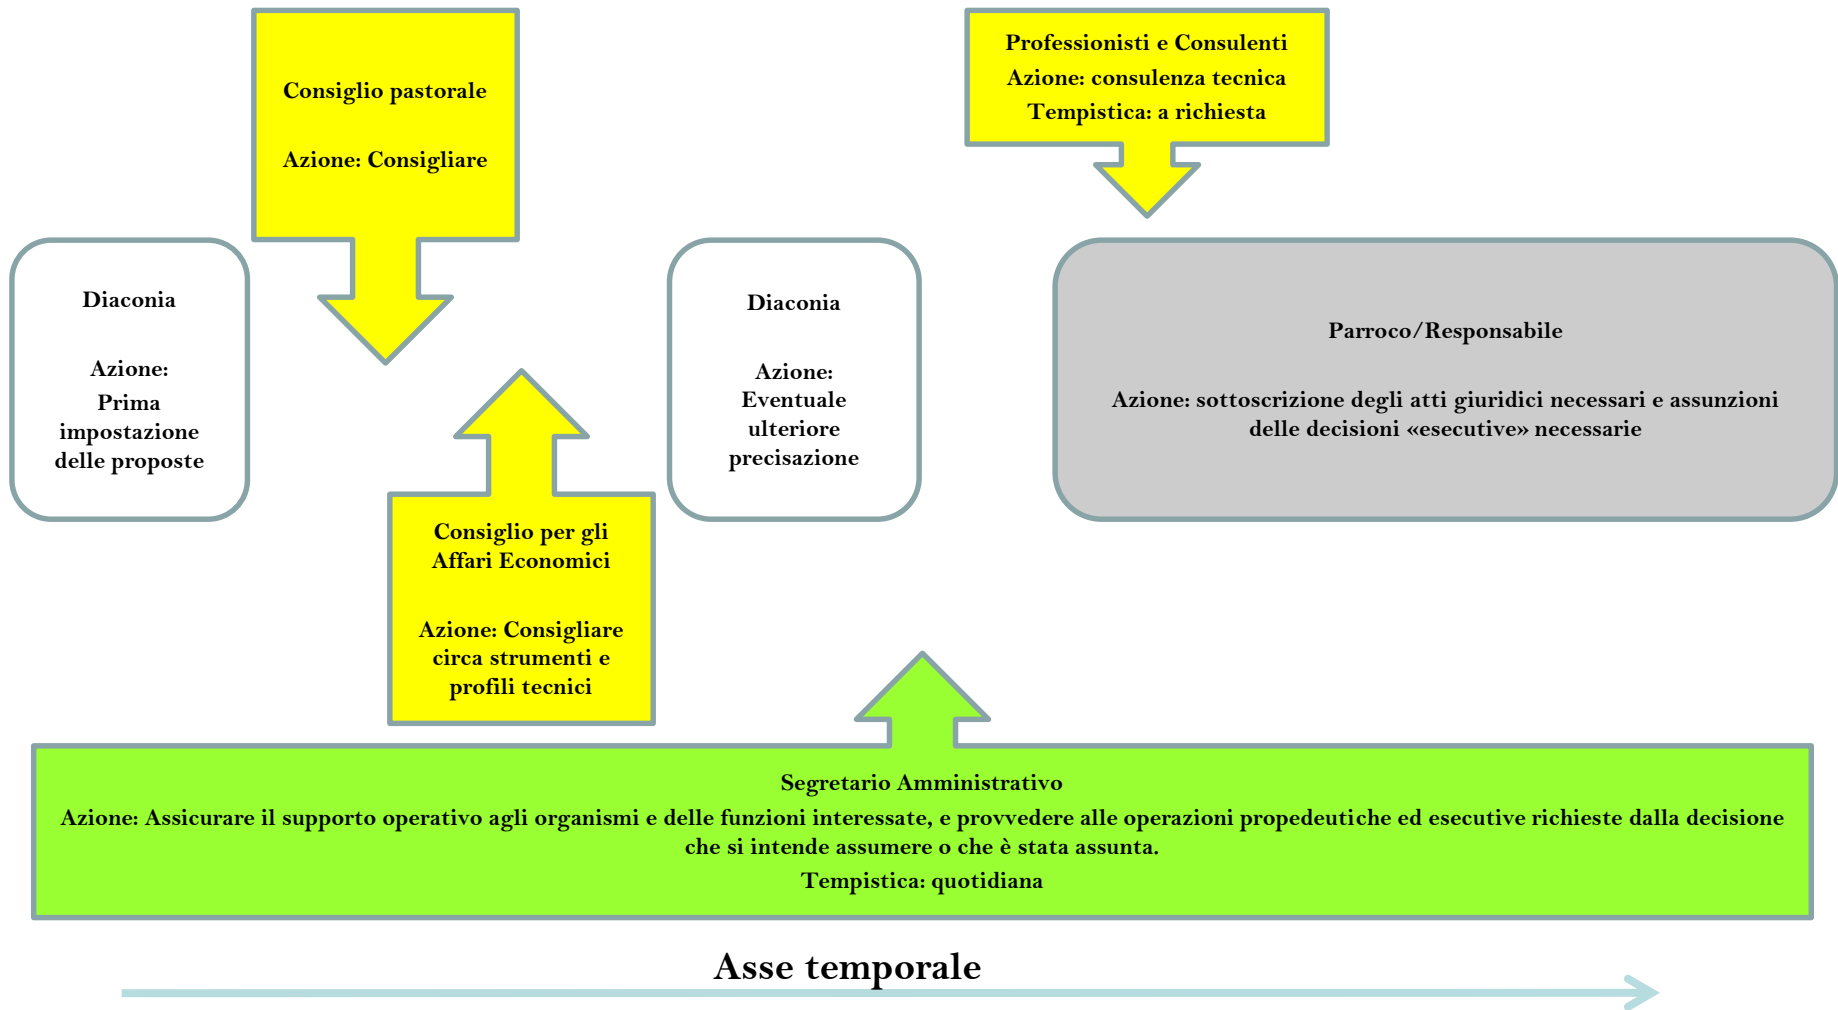 Consiglio pastorale
Azione: Consigliare
Professionisti e Consulenti
Azione: consulenza tecnica
Tempistica: a richiesta
Diaconia
Azione:
Prima
impostazione
delle proposte
Diaconia
Azione:
Eventuale
ulteriore
precisazione
Parroco/Responsabile
Azione: sottoscrizione degli atti giuridici necessari e assunzioni
delle decisioni «esecutive» necessarie
Consiglio per gli
Affari Economici
Azione: Consigliare
circa strumenti e
profili tecnici
Segretario Amministrativo
Azione: Assicurare il supporto operativo agli organismi e delle funzioni interessate, e provvedere alle operazioni propedeutiche ed esecutive richieste dalla decisione
che si intende assumere o che è stata assunta.
Tempistica: quotidiana
Asse temporale